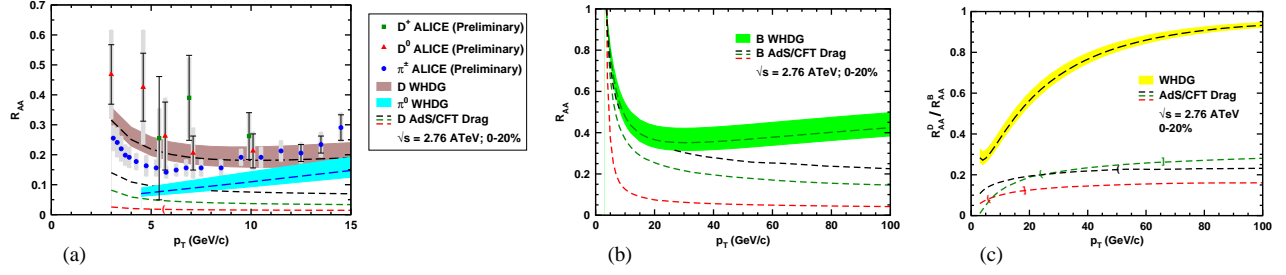 R_AA
0.8
0.7
0.6
0.5
0.4
0.3
0.2
0.1
0
0
5
10
15
p_T (GeV/c)
(a)
D⁺ ALICE (Preliminary)
D⁰ ALICE (Preliminary)
π^± ALICE (Preliminary)
D WHDG
π⁰ WHDG
D AdS/CFT Drag
√s = 2.76 ATeV; 0-20%
R_AA
1
0.8
0.6
0.4
0.2
0
0
20
40
60
80
100
p_T (GeV/c)
(b)
B WHDG
B AdS/CFT Drag
√s = 2.76 ATeV; 0-20%
R^D_AA / R^B_AA
1
0.8
0.6
0.4
0.2
0
0
20
40
60
80
100
p_T (GeV/c)
(c)
WHDG
AdS/CFT Drag
√s = 2.76 ATeV
0-20%